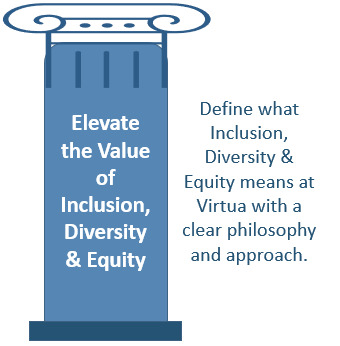 Elevate
the Value
of
Inclusion,
Diversity
& Equity
Define what
Inclusion,
Diversity &
Equity means at
Virtua with a
clear philosophy
and approach.